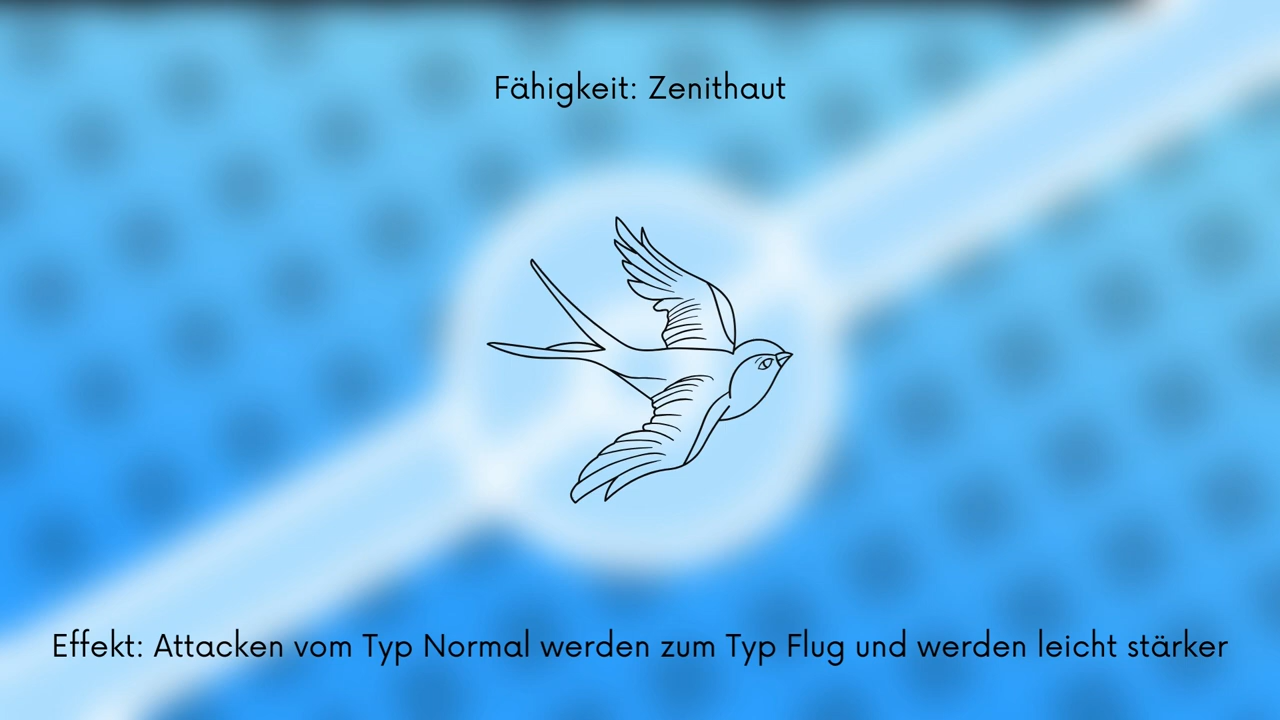 Fähigkeit: Zenithaut
Effekt: Attacken vom Typ Normal werden zum Typ Flug und werden leicht stärker